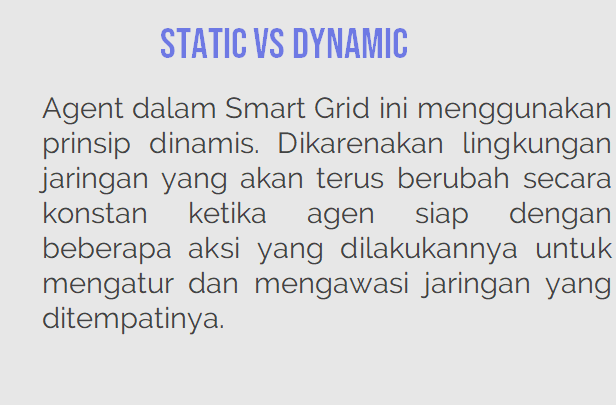 STATIC VS DYNAMIC
Agent dalam Smart Grid ini menggunakan
prinsip dinamis. Dikarenakan lingkungan
jaringan yang akan terus berubah secara
konstan ketika agen siap dengan
beberapa aksi yang dilakukannya untuk
mengatur dan mengawasi jaringan yang
ditempatinya.